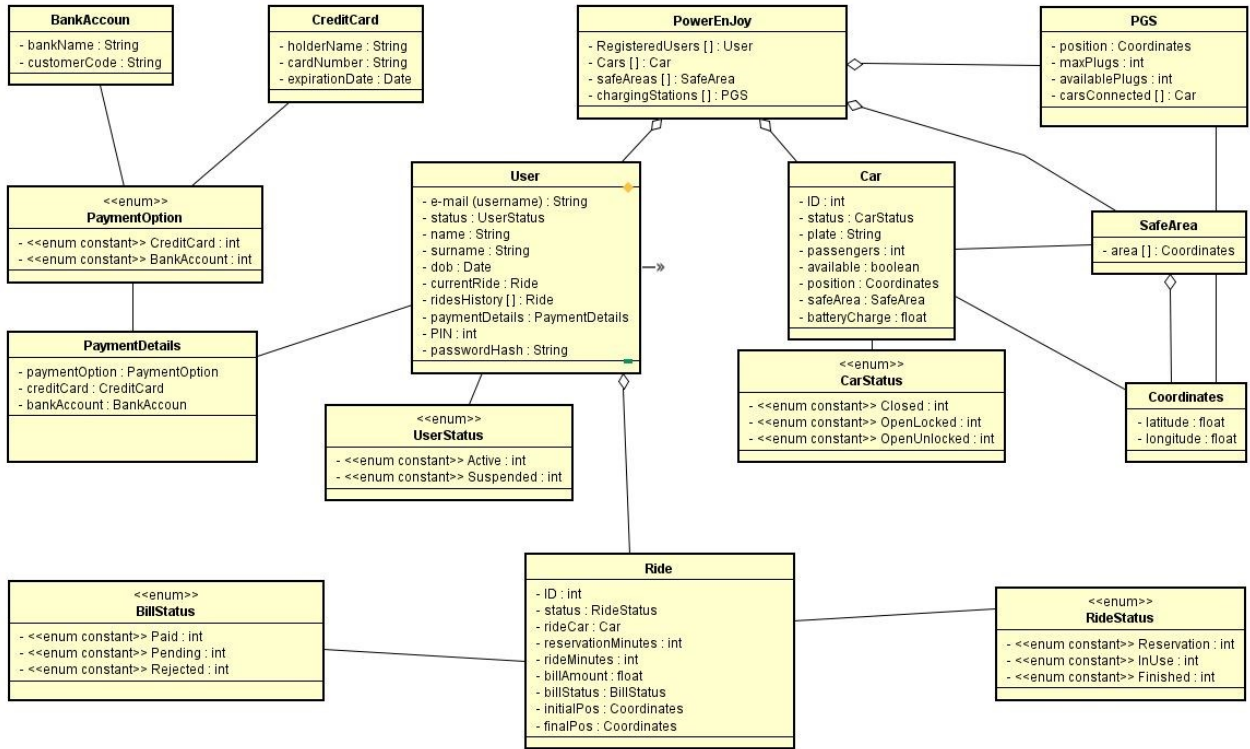 BankAccoun
- bankName : String
- customerCode : String
CreditCard
- holderName : String
- cardNumber : String
- expirationDate : Date
PowerEnJoy
- RegisteredUsers [] : User
- Cars [] : Car
- safeAreas [] : SafeArea
- chargingStations [] : PGS
PGS
- position : Coordinates
- maxPlugs : int
- availablePlugs : int
- carsConnected [] : Car
<<enum>>
PaymentOption
- <<enum constant>> CreditCard : int
- <<enum constant>> BankAccount : int
User
- e-mail (username) : String
- status : UserStatus
- name : String
- surname : String
- dob : Date
- currentRide : Ride
- ridesHistory [] : Ride
- paymentDetails : PaymentDetails
- PIN : int
- passwordHash : String
Car
- ID : int
- status : CarStatus
- plate : String
- passengers : int
- available : boolean
- position : Coordinates
- safeArea : SafeArea
- batteryCharge : float
SafeArea
- area [] : Coordinates
PaymentDetails
- paymentOption : PaymentOption
- creditCard : CreditCard
- bankAccount : BankAccoun
<<enum>>
UserStatus
- <<enum constant>> Active : int
- <<enum constant>> Suspended : int
<<enum>>
CarStatus
- <<enum constant>> Closed : int
- <<enum constant>> OpenLocked : int
- <<enum constant>> OpenUnlocked : int
Coordinates
- latitude : float
- longitude : float
<<enum>>
BillStatus
- <<enum constant>> Paid : int
- <<enum constant>> Pending : int
- <<enum constant>> Rejected : int
Ride
- ID : int
- status : RideStatus
- rideCar : Car
- reservationMinutes : int
- rideMinutes : int
- billAmount : float
- billStatus : BillStatus
- initialPos : Coordinates
- finalPos : Coordinates
<<enum>>
RideStatus
- <<enum constant>> Reservation : int
- <<enum constant>> InUse : int
- <<enum constant>> Finished : int